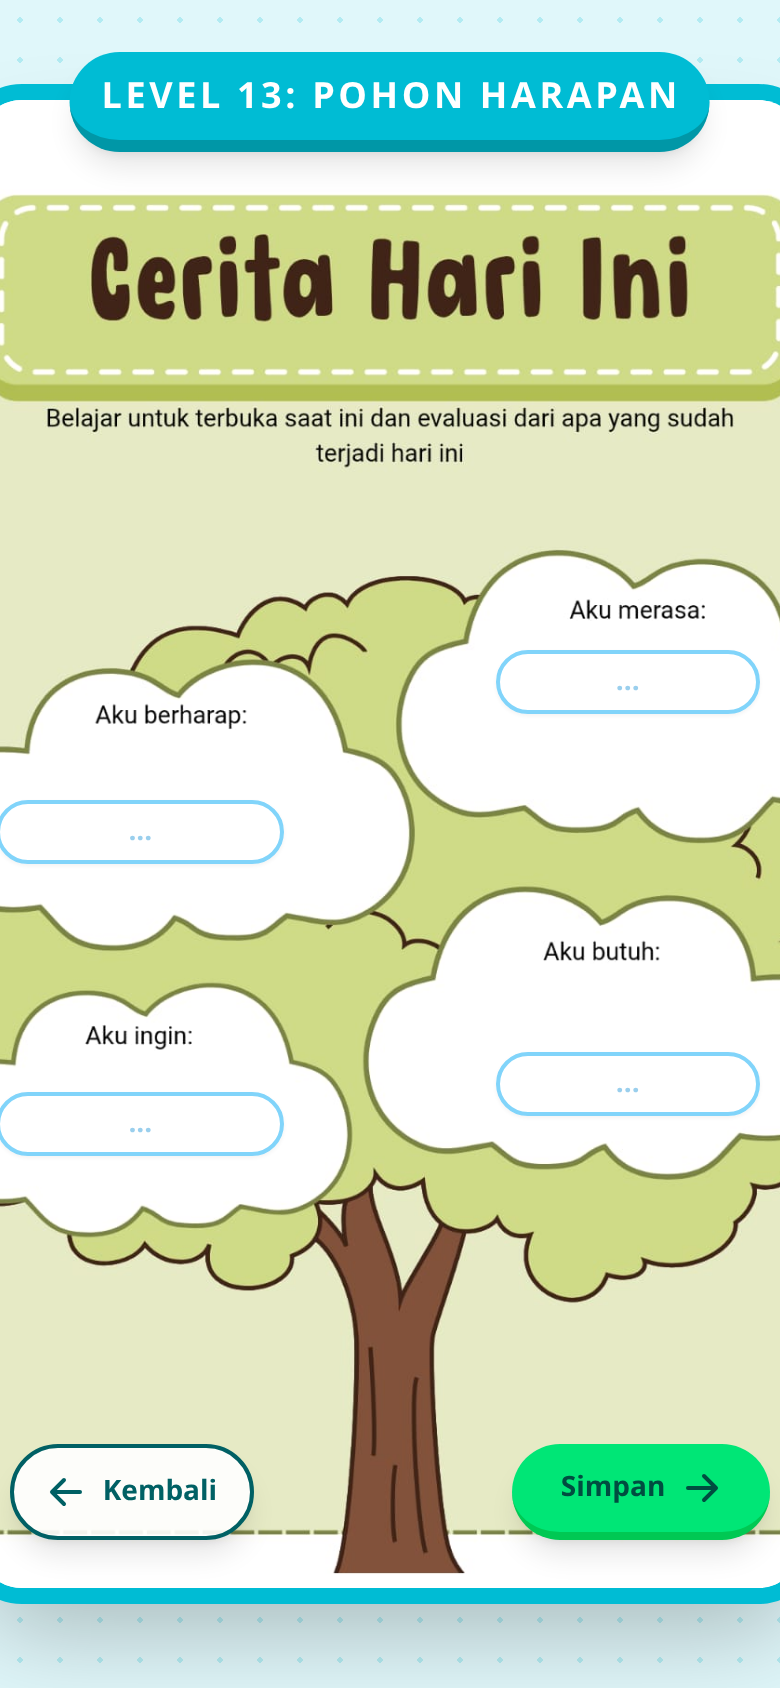 LEVEL 13: POHON HARAPAN
Cerita Hari Ini
Belajar untuk terbuka saat ini dan evaluasi dari apa yang sudah
terjadi hari ini
Aku merasa:
...
Aku berharap:
...
Aku butuh:
...
Aku ingin:
...
Kembali
Simpan